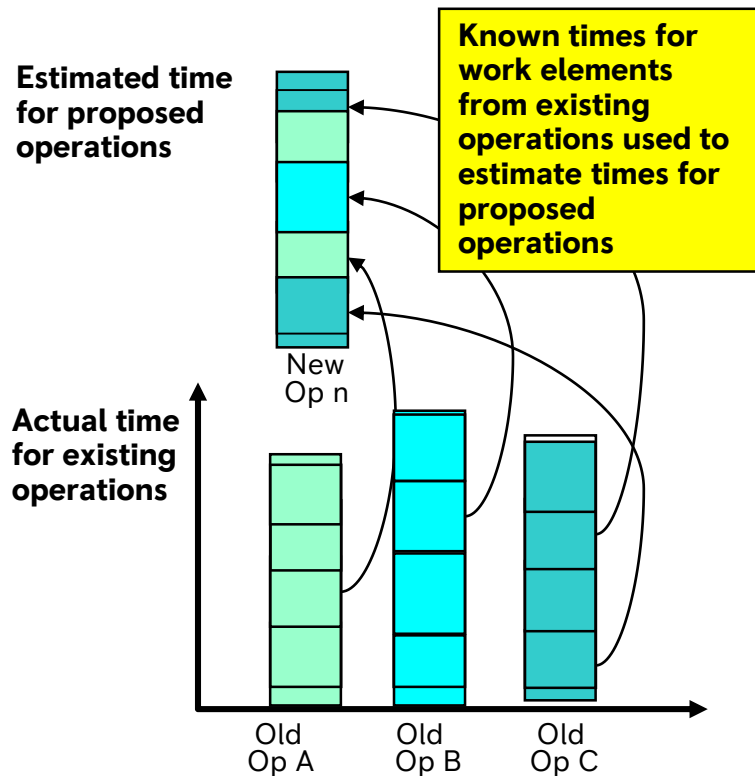 Estimated time
for proposed
operations
Known times for
work elements
from existing
operations used to
estimate times for
proposed
operations
New
Op n
Actual time
for existing
operations
Old
Op A
Old
Op B
Old
Op C